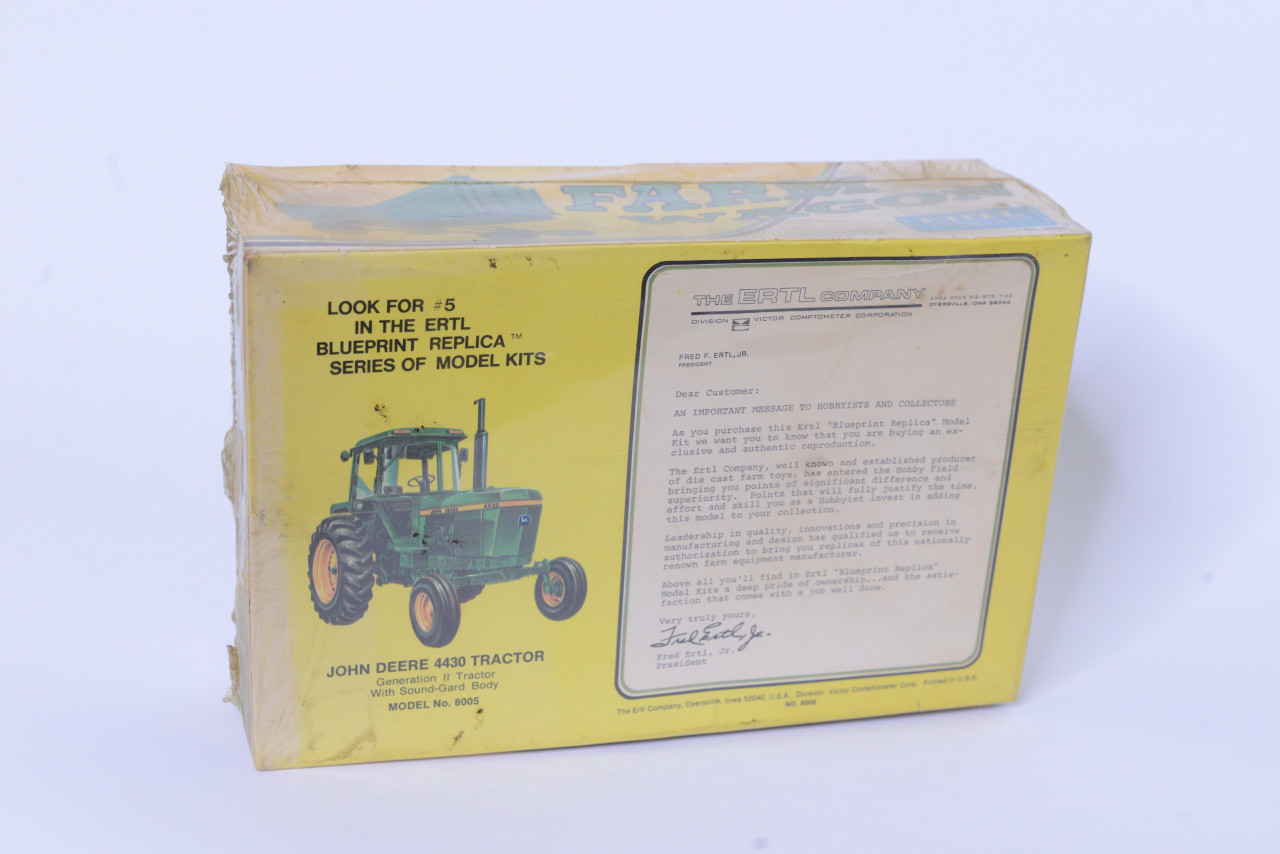 FARM
WAGON
LOOK FOR #5
IN THE ERTL
BLUEPRINT REPLICA™
SERIES OF MODEL KITS
4430
JOHN DEERE 4430 TRACTOR
Generation II Tractor
With Sound-Gard Body
MODEL No. 8005
THE ERTL COMPANY
DIVISION VICTOR COMPTOMETER CORPORATION
DYERSVILLE, IOWA 52040
FRED F. ERTL, JR.
PRESIDENT
Dear Customer:
AN IMPORTANT MESSAGE TO HOBBYISTS AND COLLECTORS
As you purchase this Ertl "Blueprint Replica" Model
Kit we want you to know that you are buying an ex-
clusive and authentic reproduction.
The Ertl Company, well known and established producer
of die cast farm toys, has entered the Hobby Field
bringing you points of significant difference and
superiority. Points that will fully justify the time,
effort and skill you as a Hobbyist invest in adding
this model to your collection.
Leadership in quality, innovations and precision in
manufacturing and design has qualified us to receive
authorization to bring you replicas of this nationally
renown farm equipment manufacturer.
Above all you'll find in Ertl "Blueprint Replica"
Model Kits a deep pride of ownership...and the satis-
faction that comes with a job well done.
Very truly yours,
Fred Ertl, Jr.
Fred Ertl, Jr.
President
The Ertl Company, Dyersville, Iowa 52040, U.S.A. Division Victor Comptometer Corp. Printed in U.S.A.
NO. 8006